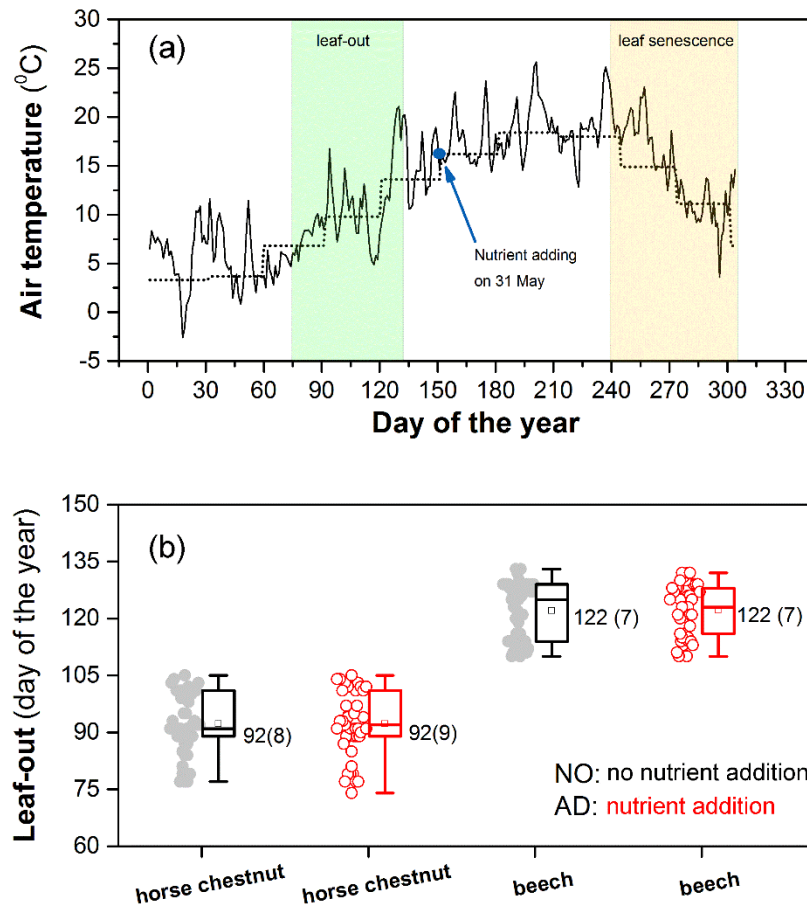 (a)
leaf-out
leaf senescence
Air temperature (⁰C)
30
25
20
15
10
5
0
-5
Nutrient adding
on 31 May
0 30 60 90 120 150 180 210 240 270 300
Day of the year
(b)
Leaf-out (day of the year)
150
135
120
105
90
75
60
92(8)
92(9)
122 (7)
122 (7)
NO: no nutrient addition
AD: nutrient addition
horse chestnut
horse chestnut
beech
beech